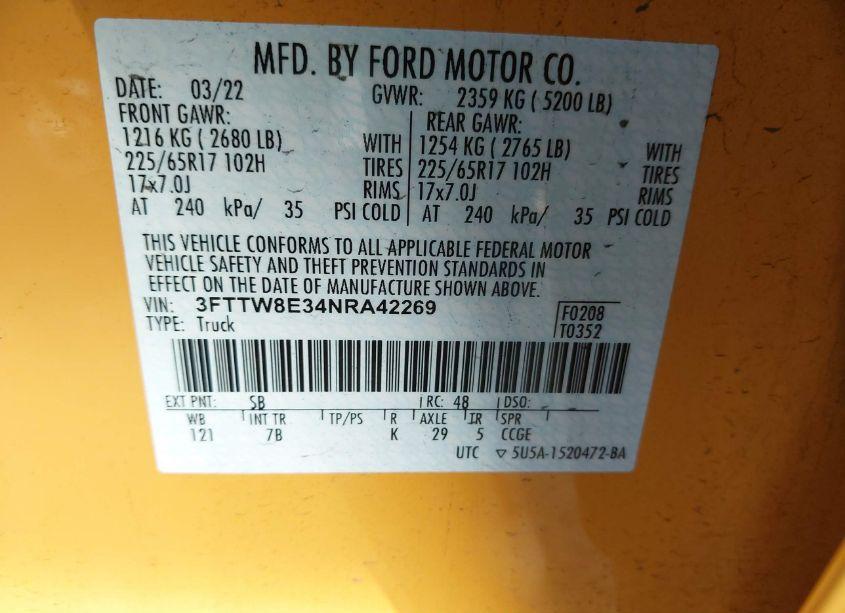 MFD. BY FORD MOTOR CO.
DATE: 03/22 GVWR: 2359 KG ( 5200 LB)
FRONT GAWR: REAR GAWR:
1216 KG ( 2680 LB) WITH 1254 KG ( 2765 LB) WITH
225/65R17 102H TIRES 225/65R17 102H TIRES
17x7.0J RIMS 17x7.0J RIMS
AT 240 kPa/ 35 PSI COLD AT 240 kPa/ 35 PSI COLD
THIS VEHICLE CONFORMS TO ALL APPLICABLE FEDERAL MOTOR
VEHICLE SAFETY AND THEFT PREVENTION STANDARDS IN
EFFECT ON THE DATE OF MANUFACTURE SHOWN ABOVE.
VIN: 3FTTW8E34NRA42269 F0208
TYPE: Truck T0352
EXT PNT: SB RC: 48 DSO:
WB INT TR TP/PS R AXLE TR SPR
121 7B K 29 5 CCGE
UTC ▽ 5U5A-1520472-BA